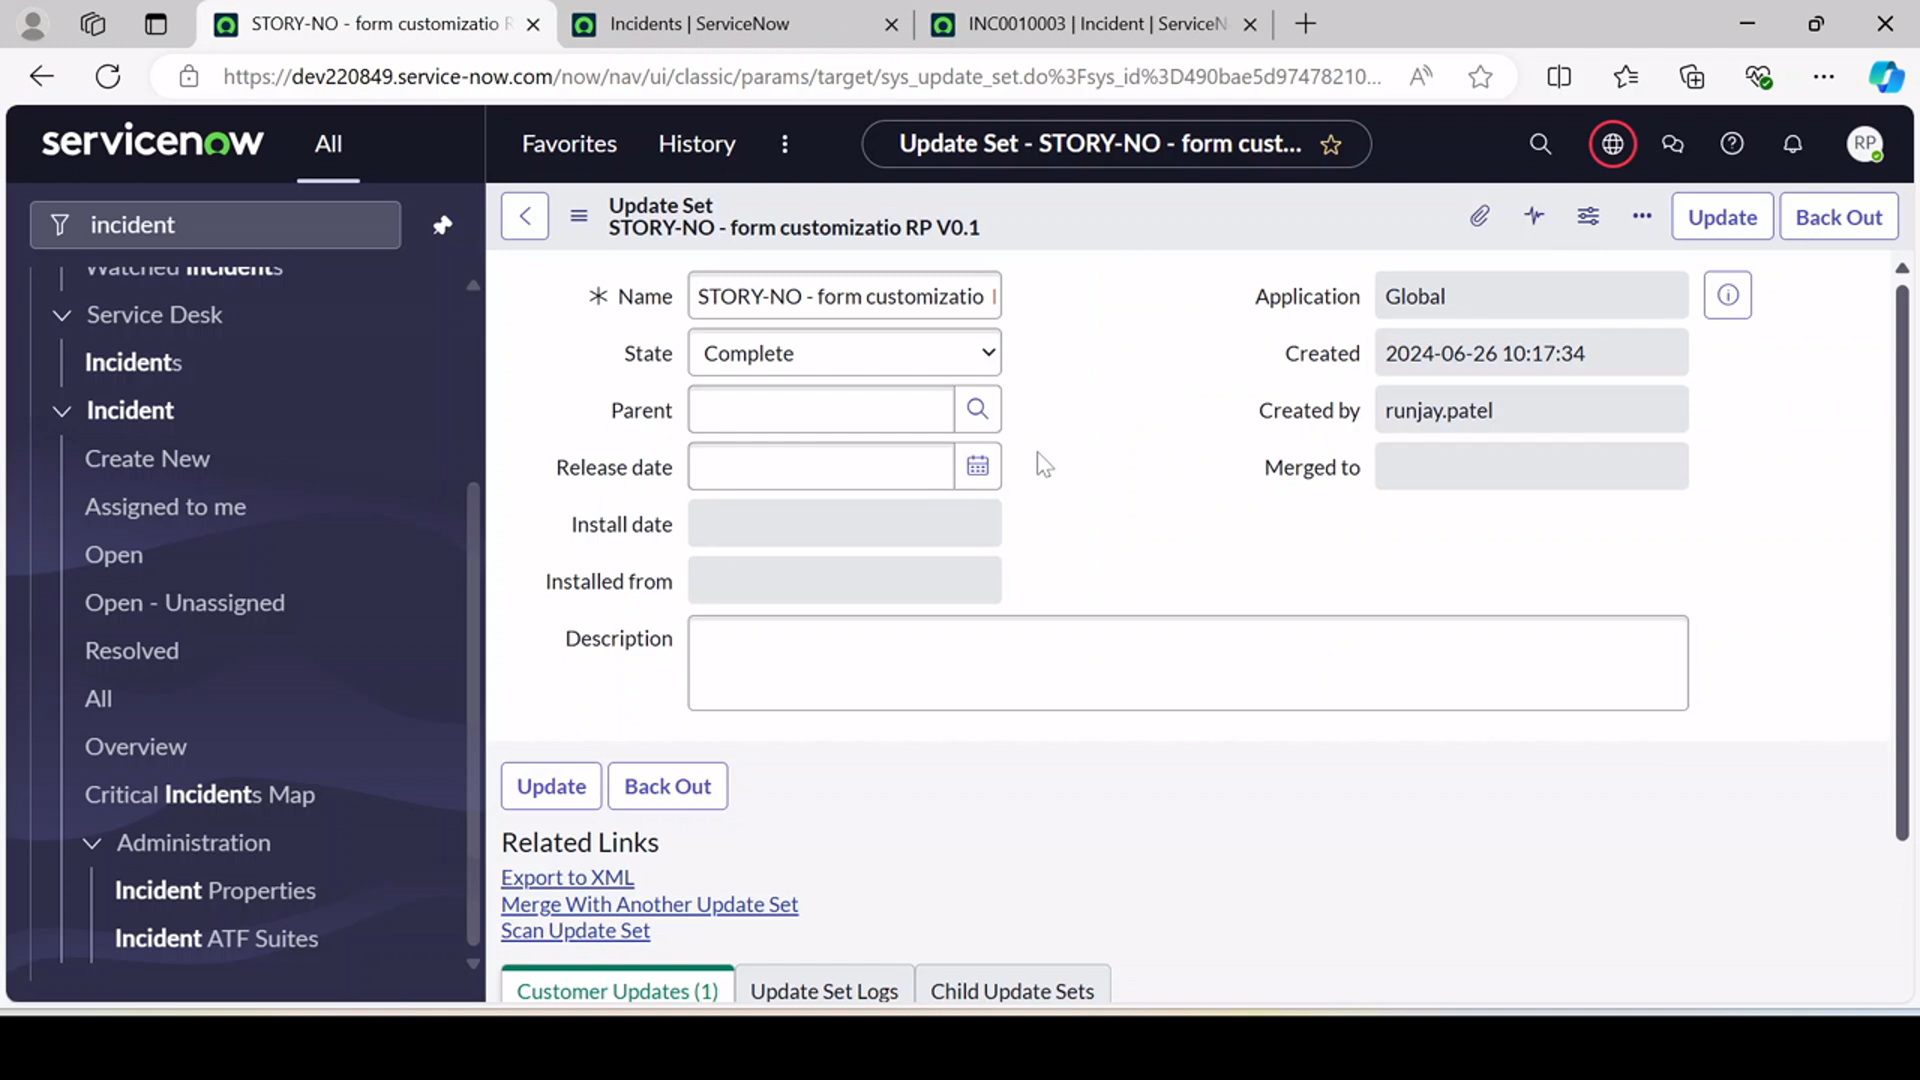 STORY-NO - form customizatio R
Incidents | ServiceNow
INC0010003 | Incident | ServiceN
https://dev220849.service-now.com/now/nav/ui/classic/params/target/sys_update_set.do%3Fsys_id%3D490bae5d97478210...
servicenow
All
Favorites
History
Update Set - STORY-NO - form cust...
RP
incident
Update Set
STORY-NO - form customizatio RP V0.1
Update
Back Out
Watched Incidents
Service Desk
Incidents
Incident
Create New
Assigned to me
Open
Open - Unassigned
Resolved
All
Overview
Critical Incidents Map
Administration
Incident Properties
Incident ATF Suites
Name
STORY-NO - form customizatio
State
Complete
Parent
Release date
Install date
Installed from
Description
Application
Global
Created
2024-06-26 10:17:34
Created by
runjay.patel
Merged to
Update
Back Out
Related Links
Export to XML
Merge With Another Update Set
Scan Update Set
Customer Updates (1)
Update Set Logs
Child Update Sets